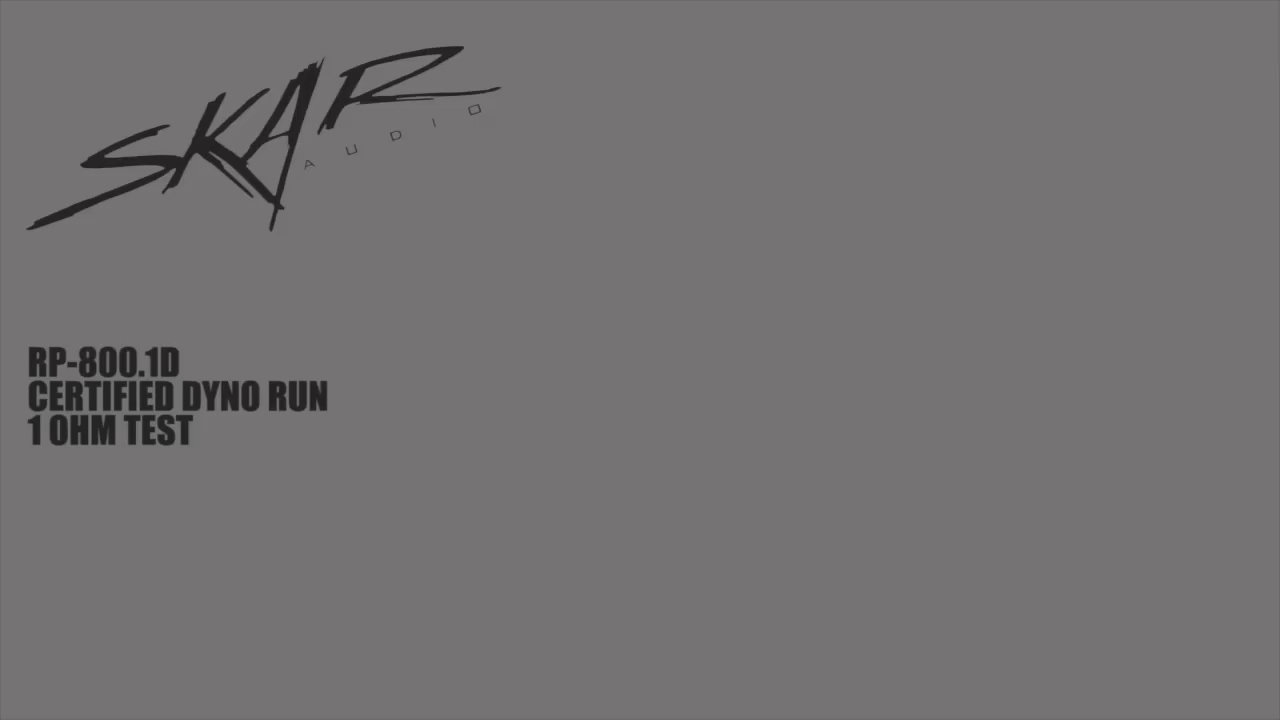 SKAR
AUDIO
RP-800.1D
CERTIFIED DYNO RUN
1 OHM TEST